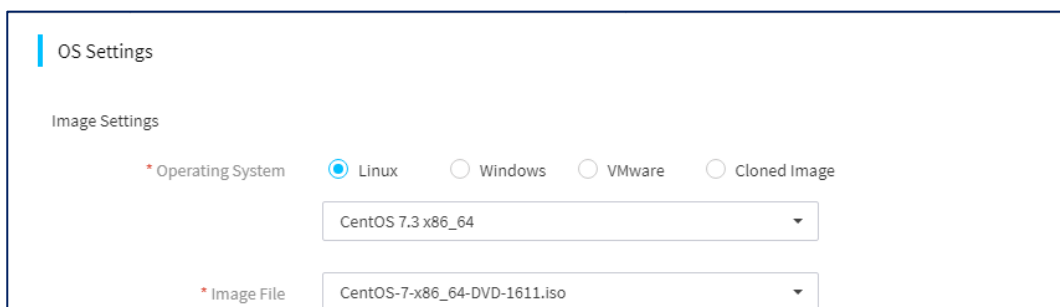 OS Settings
Image Settings
* Operating System Linux Windows VMware Cloned Image
CentOS 7.3 x86_64
* Image File CentOS-7-x86_64-DVD-1611.iso